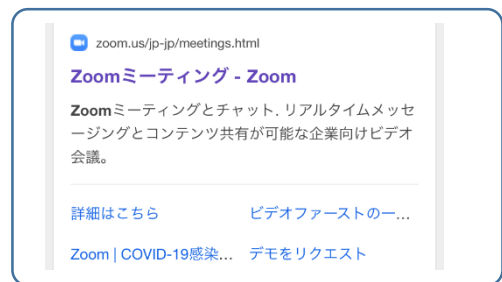 zoom.us/jp-jp/meetings.html
Zoomミーティング - Zoom
Zoomミーティングとチャット. リアルタイムメッセ
ージングとコンテンツ共有が可能な企業向けビデオ
会議。
詳細はこちら
ビデオファーストのー...
Zoom | COVID-19感染...
デモをリクエスト